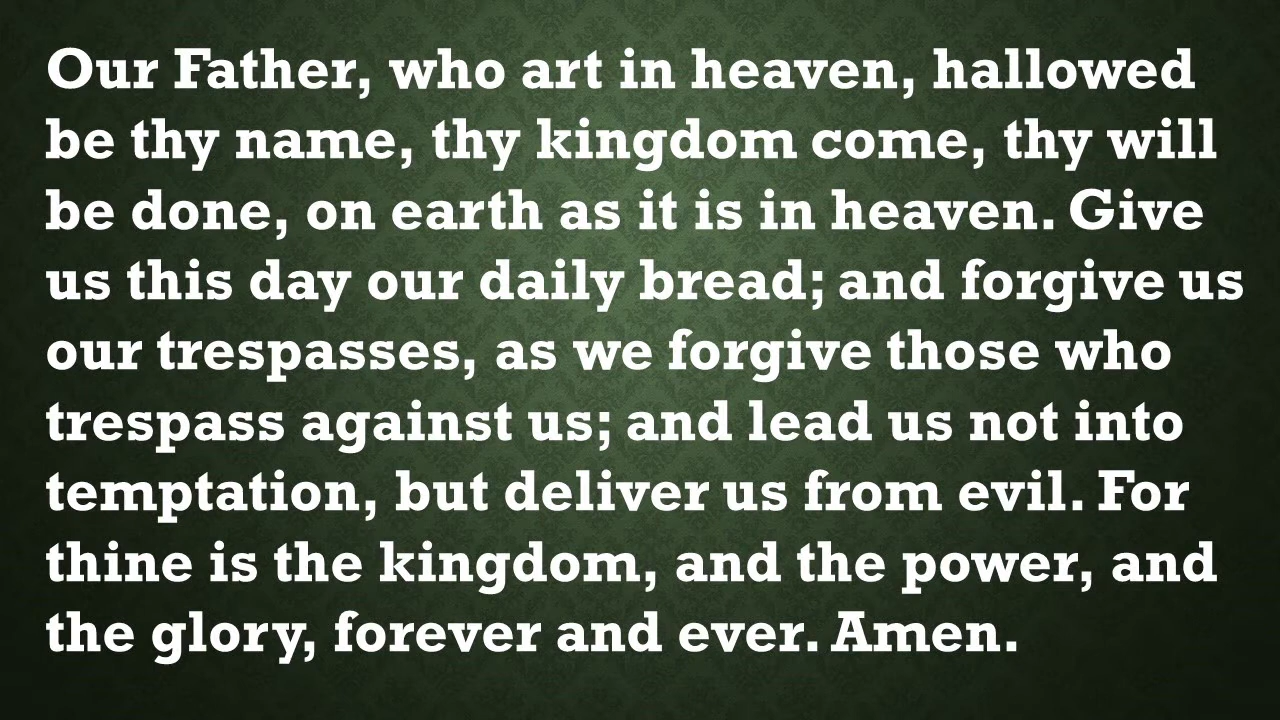 Our Father, who art in heaven, hallowed
be thy name, thy kingdom come, thy will
be done, on earth as it is in heaven. Give
us this day our daily bread; and forgive us
our trespasses, as we forgive those who
trespass against us; and lead us not into
temptation, but deliver us from evil. For
thine is the kingdom, and the power, and
the glory, forever and ever. Amen.